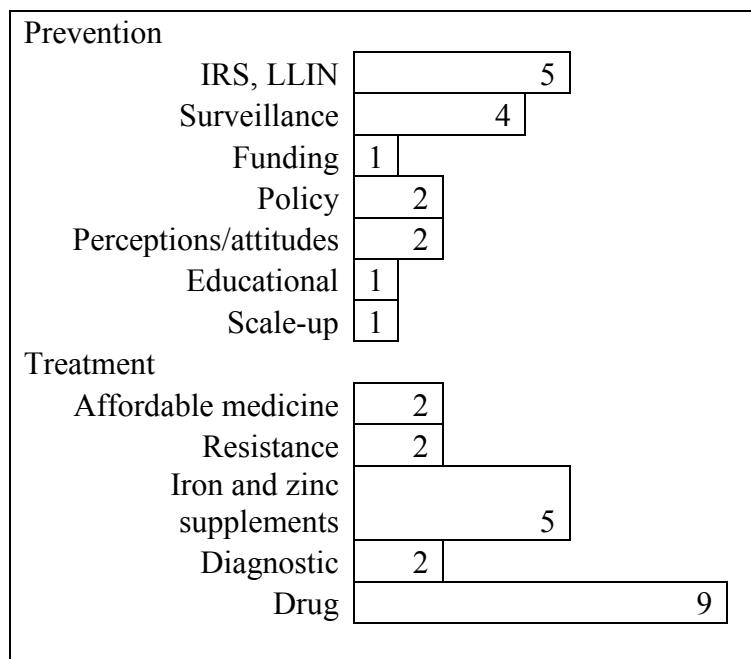 Prevention
IRS, LLIN 5
Surveillance 4
Funding 1
Policy 2
Perceptions/attitudes 2
Educational 1
Scale-up 1
Treatment
Affordable medicine 2
Resistance 2
Iron and zinc
supplements 5
Diagnostic 2
Drug 9